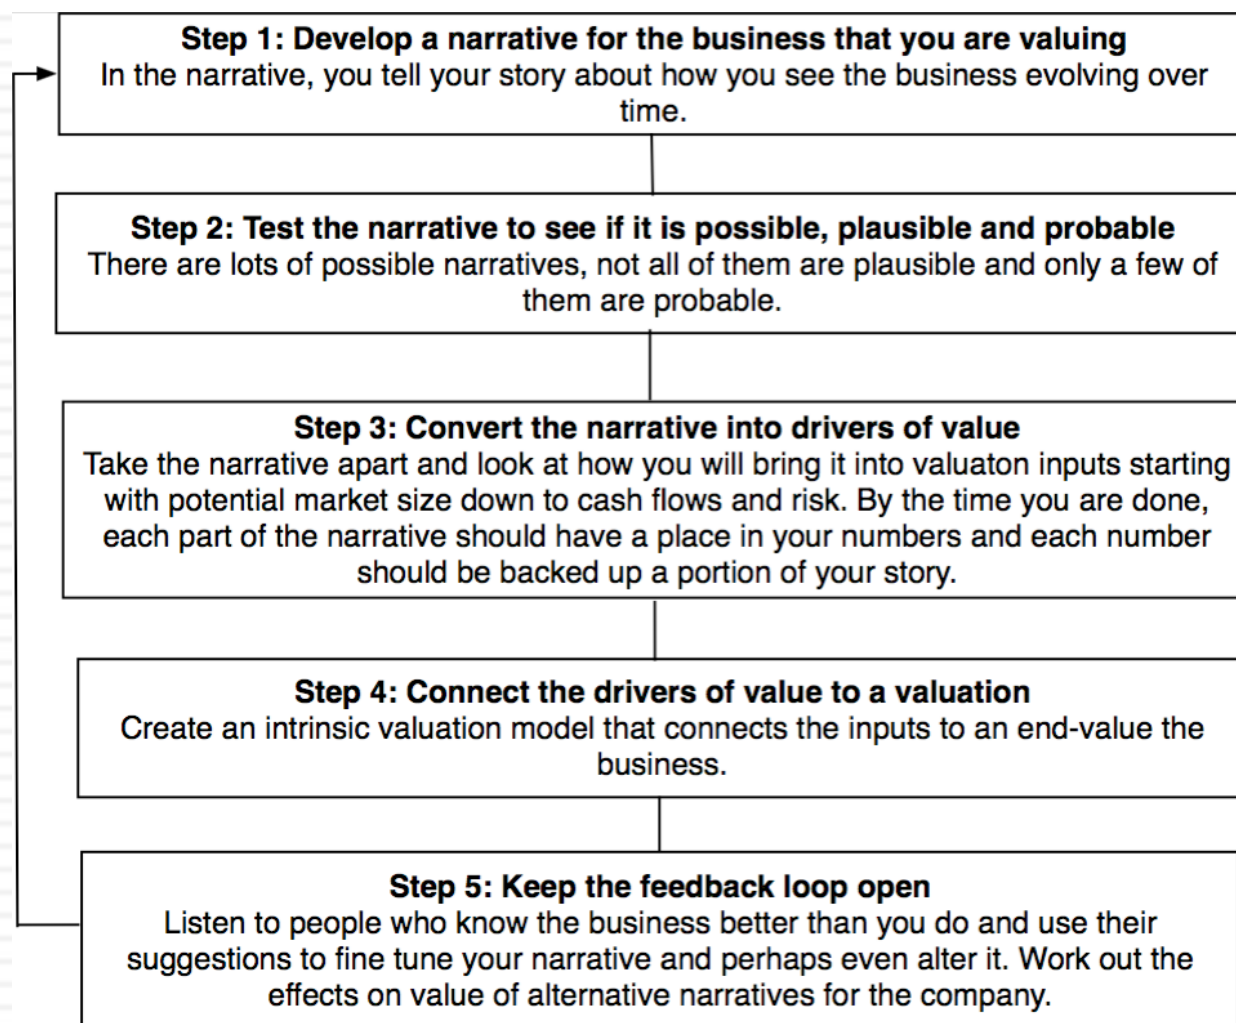 Step 1: Develop a narrative for the business that you are valuing
In the narrative, you tell your story about how you see the business evolving over
time.
Step 2: Test the narrative to see if it is possible, plausible and probable
There are lots of possible narratives, not all of them are plausible and only a few of
them are probable.
Step 3: Convert the narrative into drivers of value
Take the narrative apart and look at how you will bring it into valuaton inputs starting
with potential market size down to cash flows and risk. By the time you are done,
each part of the narrative should have a place in your numbers and each number
should be backed up a portion of your story.
Step 4: Connect the drivers of value to a valuation
Create an intrinsic valuation model that connects the inputs to an end-value the
business.
Step 5: Keep the feedback loop open
Listen to people who know the business better than you do and use their
suggestions to fine tune your narrative and perhaps even alter it. Work out the
effects on value of alternative narratives for the company.